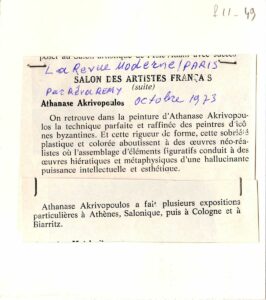 f 11 - 49
La Revue Moderne/PARIS
SALON DES ARTISTES FRANÇAIS
(suite)
Par Réva REMY
Octobre 1973
Athanase Akrivopoulos
On retrouve dans la peinture d'Athanase Akrivopou-
los la technique parfaite et raffinée des peintres d'icô-
nes byzantines. Et cette rigueur de forme, cette sobriété
plastique et colorée aboutissent à des œuvres néo-réa-
listes où l'assemblage d'éléments figuratifs conduit à des
œuvres hiératiques et métaphysiques d'une hallucinante
puissance intellectuelle et esthétique.
Athanase Akrivopoulos a fait plusieurs expositions
particulières à Athènes, Salonique, puis à Cologne et à
Biarritz.